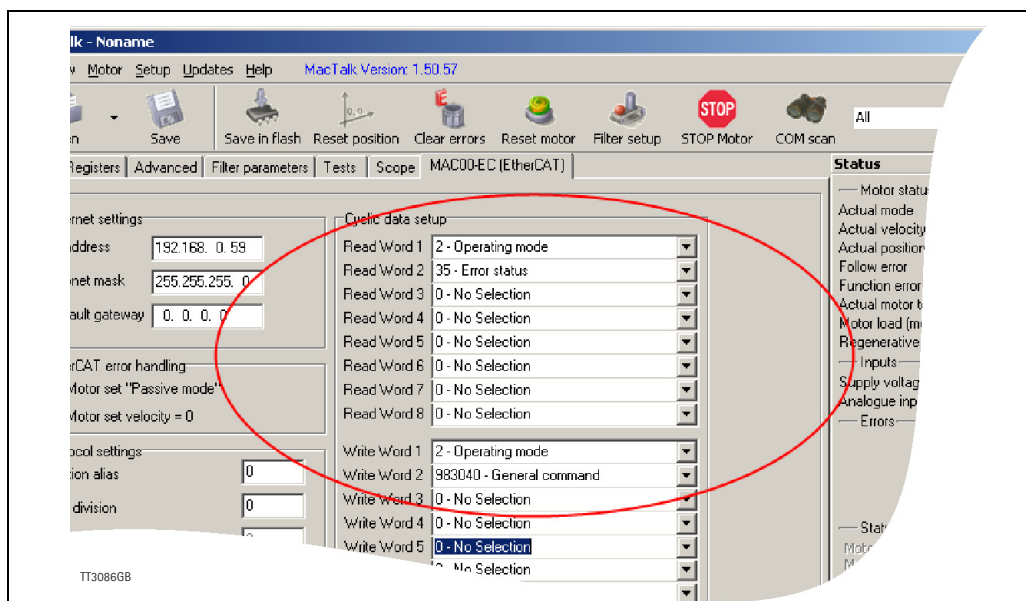 lk - Noname
Motor Setup Updates Help MacTalk Version: 1.50.57
Save Save in flash Reset position Clear errors Reset motor Filter setup STOP Motor COM scan
STOP
All
Registers Advanced Filter parameters Tests Scope MAC00-EC (EtherCAT)
Status
Motor statu
rnet settings
Cyclic data setup
Actual mode
Actual velocity
address 192.168. 0. 59
Read Word 1 2 - Operating mode
Actual position
Read Word 2 35 - Error status
Follow error
net mask 255.255.255. 0
Read Word 3 0 - No Selection
Function error
Actual motor t
ault gateway 0. 0. 0. 0
Read Word 4 0 - No Selection
Motor load (m
Read Word 5 0 - No Selection
Regenerative
rCAT error handling
Read Word 6 0 - No Selection
Inputs
Motor set "Passive mode"
Read Word 7 0 - No Selection
Supply voltag
Analogue inp
Motor set velocity = 0
Read Word 8 0 - No Selection
Errors
ocol settings
Write Word 1 2 - Operating mode
ion alias 0
Write Word 2 983040 - General command
Write Word 3 0 - No Selection
division 0
Write Word 4 0 - No Selection
Stat
Write Word 5 0 - No Selection
Mot
No Selection
TT3086GB